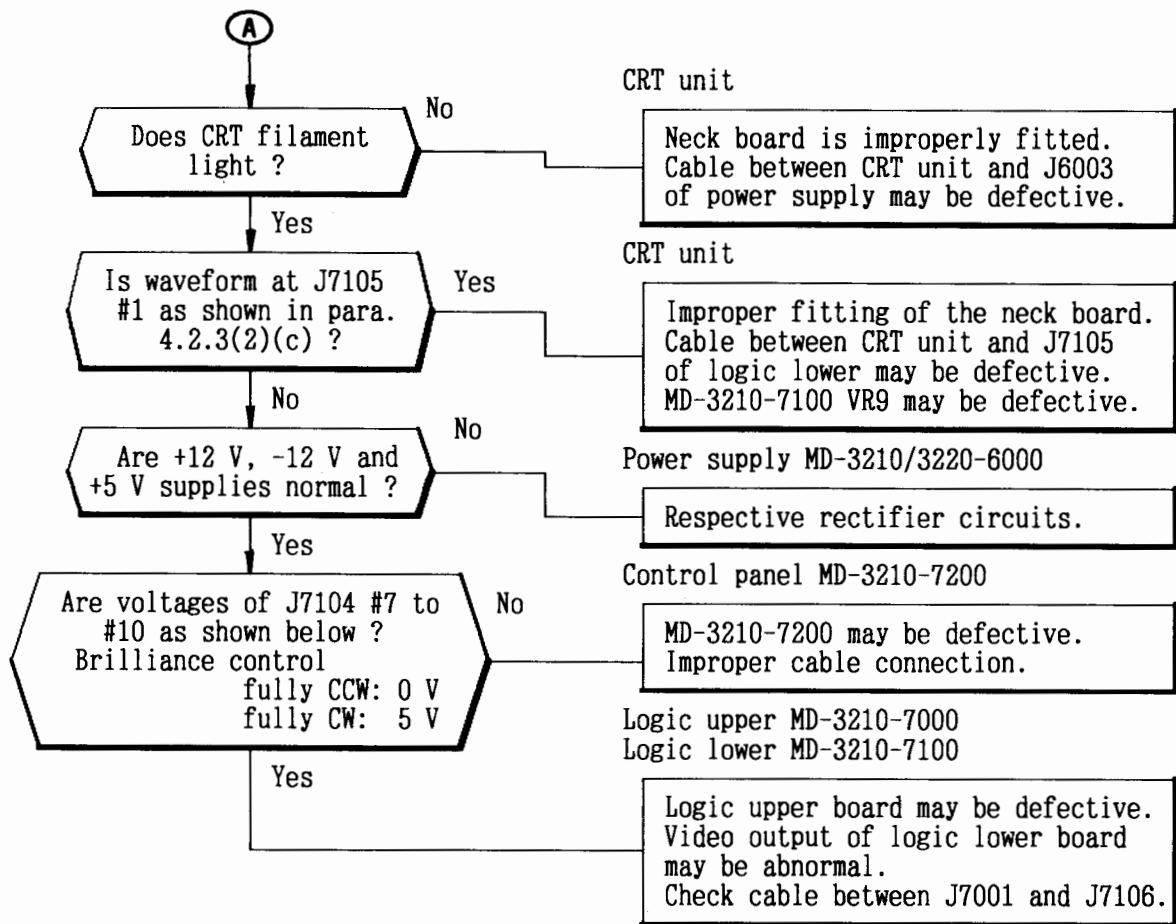 A
Does CRT filament
light ?
No
CRT unit
Neck board is improperly fitted.
Cable between CRT unit and J6003
of power supply may be defective.
Yes
Is waveform at J7105
#1 as shown in para.
4.2.3(2)(c) ?
Yes
CRT unit
Improper fitting of the neck board.
Cable between CRT unit and J7105
of logic lower may be defective.
MD-3210-7100 VR9 may be defective.
No
Are +12 V, -12 V and
+5 V supplies normal ?
No
Power supply MD-3210/3220-6000
Respective rectifier circuits.
Yes
Are voltages of J7104 #7 to
#10 as shown below ?
Brilliance control
fully CCW: 0 V
fully CW: 5 V
No
Control panel MD-3210-7200
MD-3210-7200 may be defective.
Improper cable connection.
Yes
Logic upper MD-3210-7000
Logic lower MD-3210-7100
Logic upper board may be defective.
Video output of logic lower board
may be abnormal.
Check cable between J7001 and J7106.